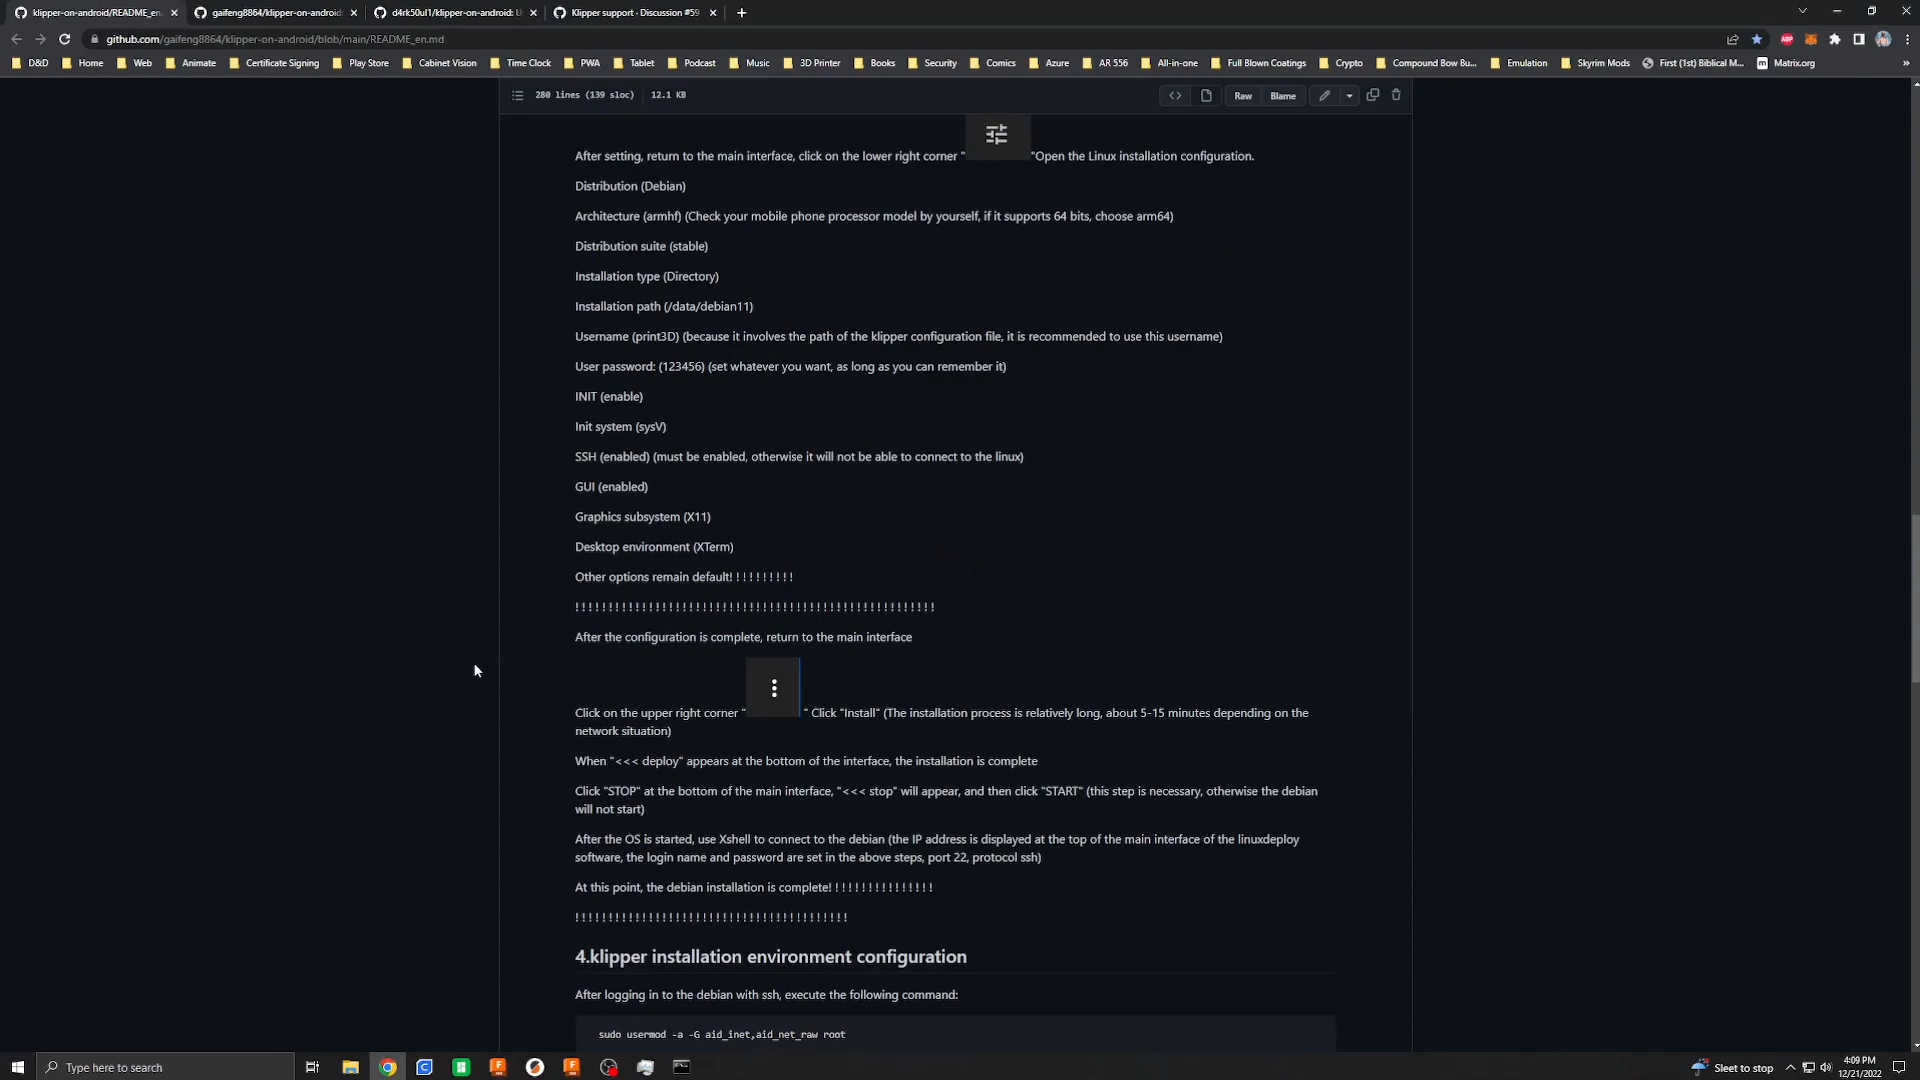 klipper-on-android/README_en.
gaifeng8864/klipper-on-android:
d4rk50ul1/klipper-on-android: U
Klipper support · Discussion #59
github.com/gaifeng8864/klipper-on-android/blob/main/README_en.md
ABP
D&D
Home
Web
Animate
Certificate Signing
Play Store
Cabinet Vision
Time Clock
PWA
Tablet
Podcast
Music
3D Printer
Books
Security
Comics
Azure
AR 556
All-in-one
Full Blown Coatings
Crypto
Compound Bow Bu...
Emulation
Skyrim Mods
First (1st) Biblical M...
Matrix.org
»
280 lines (139 sloc)
12.1 KB
<>
Raw
Blame
After setting, return to the main interface, click on the lower right corner " "Open the Linux installation configuration.
Distribution (Debian)
Architecture (armhf) (Check your mobile phone processor model by yourself, if it supports 64 bits, choose arm64)
Distribution suite (stable)
Installation type (Directory)
Installation path (/data/debian11)
Username (print3D) (because it involves the path of the klipper configuration file, it is recommended to use this username)
User password: (123456) (set whatever you want, as long as you can remember it)
INIT (enable)
Init system (sysV)
SSH (enabled) (must be enabled, otherwise it will not be able to connect to the linux)
GUI (enabled)
Graphics subsystem (X11)
Desktop environment (XTerm)
Other options remain default! ! ! ! ! ! ! ! ! !
! ! ! ! ! ! ! ! ! ! ! ! ! ! ! ! ! ! ! ! ! ! ! ! ! ! ! ! ! ! ! ! ! ! ! ! ! ! ! ! ! ! ! ! ! ! ! ! ! ! ! ! ! !
After the configuration is complete, return to the main interface
Click on the upper right corner " " Click "Install" (The installation process is relatively long, about 5-15 minutes depending on the
network situation)
When "<<< deploy" appears at the bottom of the interface, the installation is complete
Click "STOP" at the bottom of the main interface, "<<< stop" will appear, and then click "START" (this step is necessary, otherwise the debian
will not start)
After the OS is started, use Xshell to connect to the debian (the IP address is displayed at the top of the main interface of the linuxdeploy
software, the login name and password are set in the above steps, port 22, protocol ssh)
At this point, the debian installation is complete! ! ! ! ! ! ! ! ! ! ! ! ! ! ! !
! ! ! ! ! ! ! ! ! ! ! ! ! ! ! ! ! ! ! ! ! ! ! ! ! ! ! ! ! ! ! ! ! ! ! ! ! ! ! ! !
4.klipper installation environment configuration
After logging in to the debian with ssh, execute the following command:
sudo usermod -a -G aid_inet,aid_net_raw root
Type here to search
Sleet to stop
4:09 PM
12/21/2022